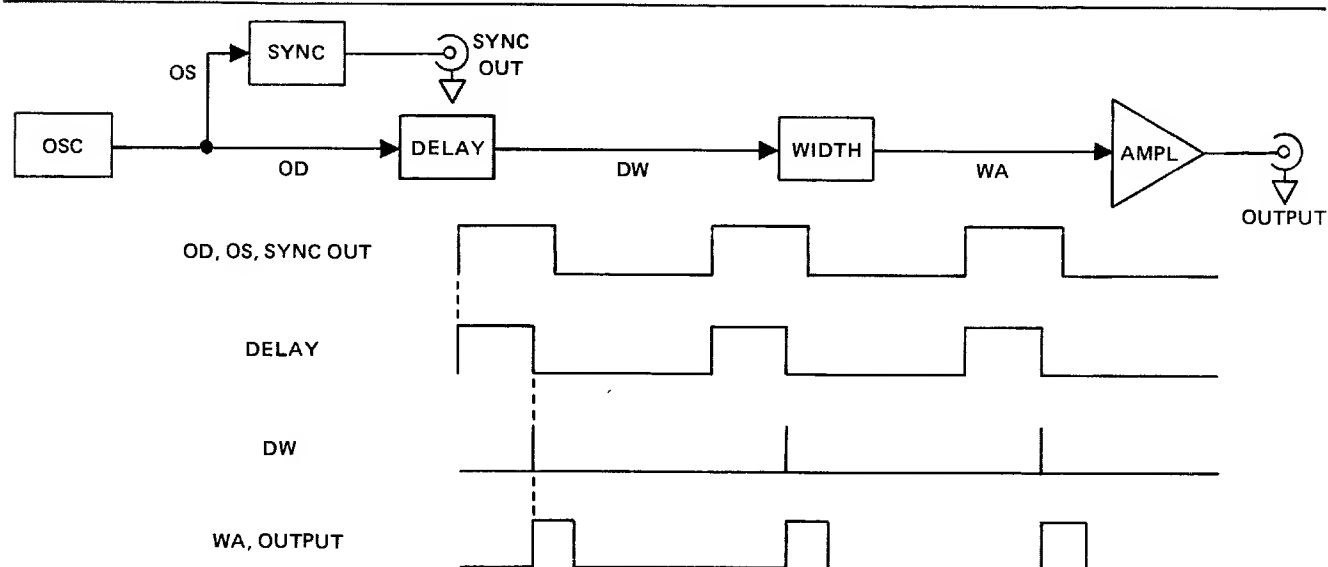 SYNC
SYNC
OUT
OS
OSC
OD
DELAY
DW
WIDTH
WA
AMPL
OUTPUT
OD, OS, SYNC OUT
DELAY
DW
WA, OUTPUT